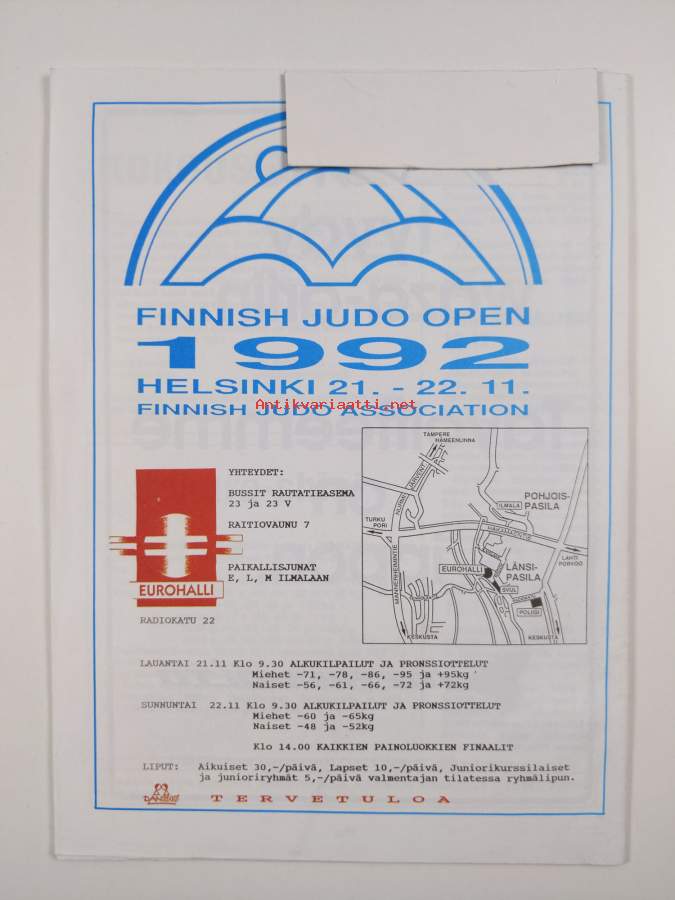 FINNISH JUDO OPEN
1992
HELSINKI 21. - 22. 11.
Antikvariaatti.net
FINNISH JUDO ASSOCIATION
YHTEYDET:
BUSSIT RAUTATIEASEMA
23 ja 23 V
RAITIOVAUNU 7
PAIKALLISJUNAT
E, L, M ILMALAAN
EUROHALLI
RADIOKATU 22
TAMPERE
HÄMEENLINNA
POHJOIS-
PASILA
ILMALA
TURKU
PORI
HAKAMÄENTIE
LAHTI
PORVOO
MANNERHEIMINTIE
EUROHALLI
LÄNSI-
PASILA
SVUL
POLIISI
KESKUSTA
KESKUSTA
LAUANTAI 21.11 Klo 9.30 ALKUKILPAILUT JA PRONSSIOTTELUT
Miehet -71, -78, -86, -95 ja +95kg
Naiset -56, -61, -66, -72 ja +72kg
SUNNUNTAI 22.11 Klo 9.30 ALKUKILPAILUT JA PRONSSIOTTELUT
Miehet -60 ja -65kg
Naiset -48 ja -52kg
Klo 14.00 KAIKKIEN PAINOLUOKKIEN FINAALIT
LIPUT: Aikuiset 30,-/päivä, Lapset 10,-/päivä, Juniorikurssilaiset
ja junioriryhmät 5,-/päivä valmentajan tilatessa ryhmälipun.
TERVETULOA